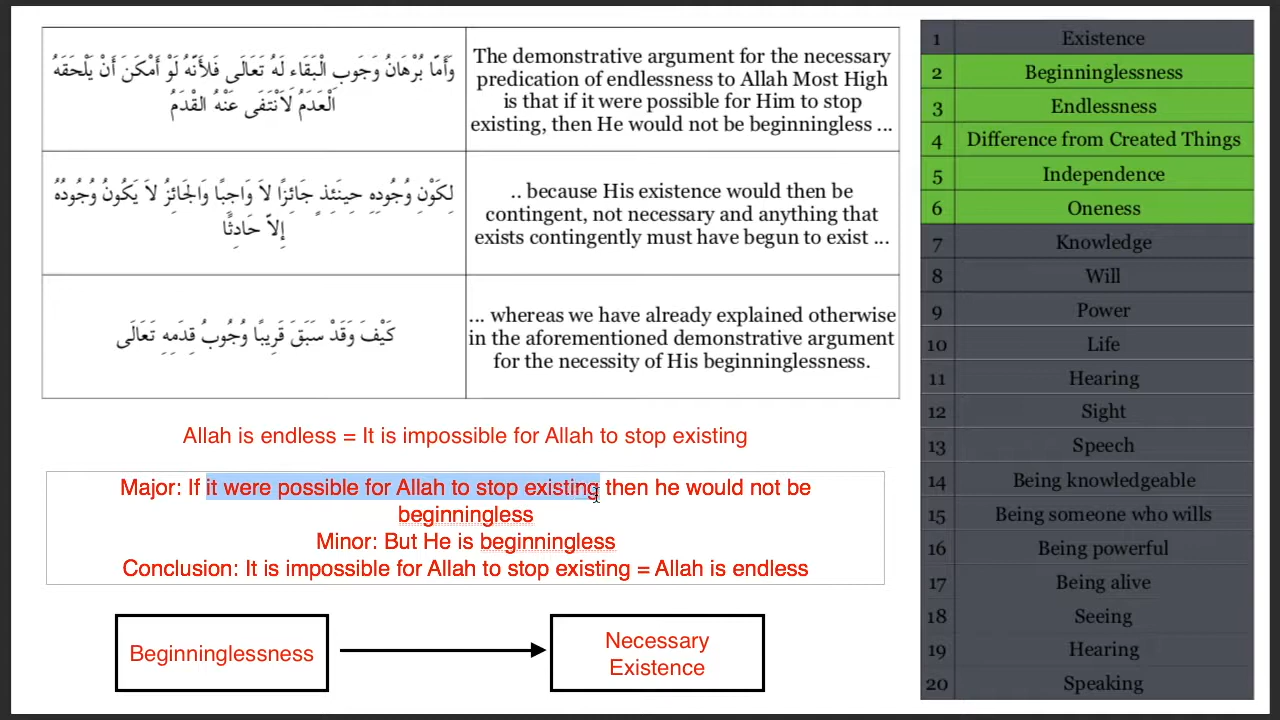 وَأَمَّا بُرْهَانُ وَجُوبِ الْبَقَاءِ لَهُ تَعَالَى فَلأَنَّهُ لَوْ أَمْكَنَ أَنْ يَلْحَقَهُ
الْعَدَمُ لاَنْتَفَى عَنْهُ الْقْدَمُ
The demonstrative argument for the necessary
predication of endlessness to Allah Most High
is that if it were possible for Him to stop
existing, then He would not be beginningless ...
لِكَوْنِ وُجُودِهِ حِينَئِذٍ جَائِزًا لاَ وَاجِبًا وَالْجَائِزُ لاَ يَكُونُ وُجُودُهُ
إِلاَّ حَادِثًا
.. because His existence would then be
contingent, not necessary and anything that
exists contingently must have begun to exist ...
كَيْفَ وَقَدْ سَبَقَ قَرِيبًا وُجُوبُ قِدَمِهِ تَعَالَى
... whereas we have already explained otherwise
in the aforementioned demonstrative argument
for the necessity of His beginninglessness.
Allah is endless = It is impossible for Allah to stop existing
Major: If it were possible for Allah to stop existing then he would not be
beginningless
Minor: But He is beginningless
Conclusion: It is impossible for Allah to stop existing = Allah is endless
Beginninglessness
Necessary
Existence
1 Existence
2 Beginninglessness
3 Endlessness
4 Difference from Created Things
5 Independence
6 Oneness
7 Knowledge
8 Will
9 Power
10 Life
11 Hearing
12 Sight
13 Speech
14 Being knowledgeable
15 Being someone who wills
16 Being powerful
17 Being alive
18 Seeing
19 Hearing
20 Speaking